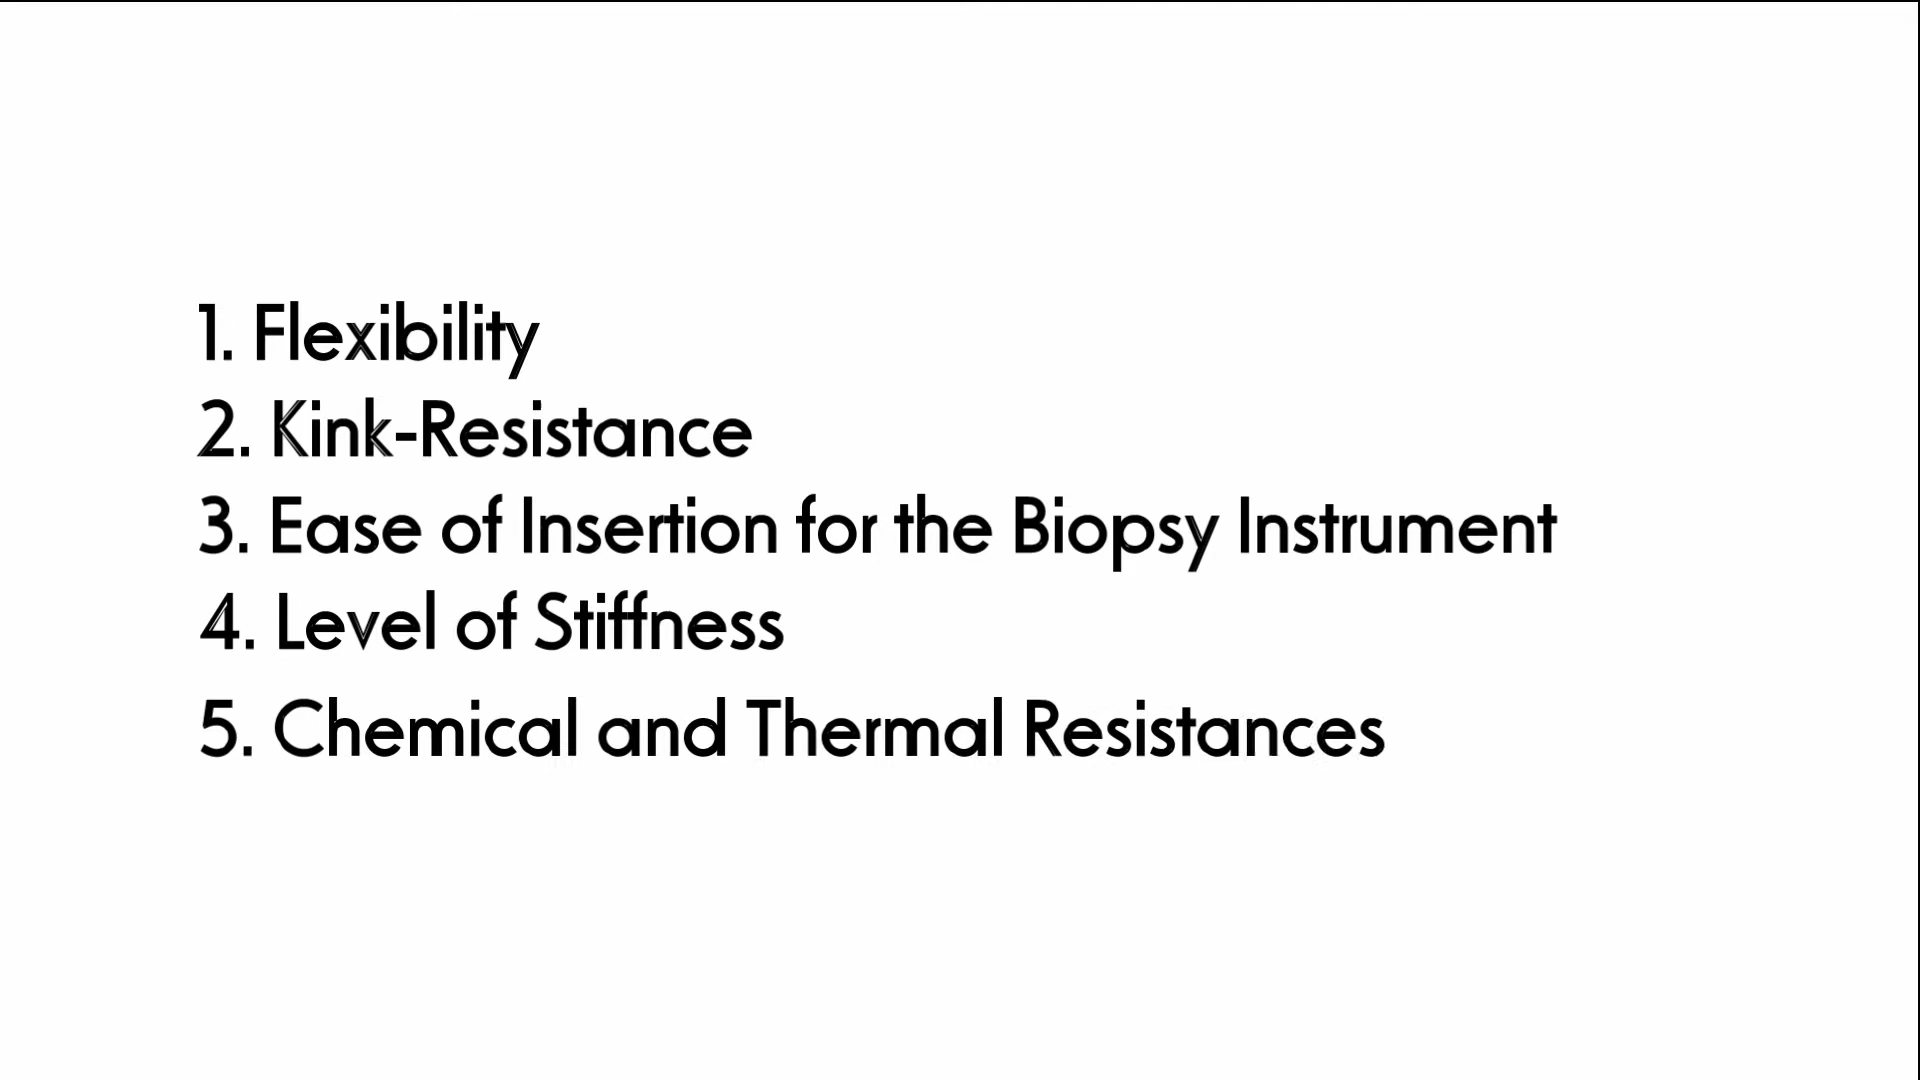 1. Flexibility
2. Kink-Resistance
3. Ease of Insertion for the Biopsy Instrument
4. Level of Stiffness
5. Chemical and Thermal Resistances